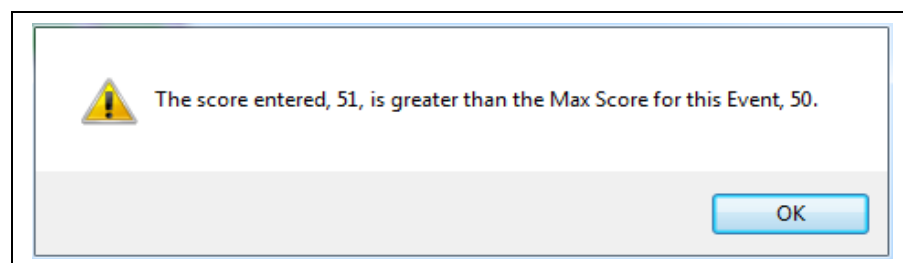 The score entered, 51, is greater than the Max Score for this Event, 50.
OK